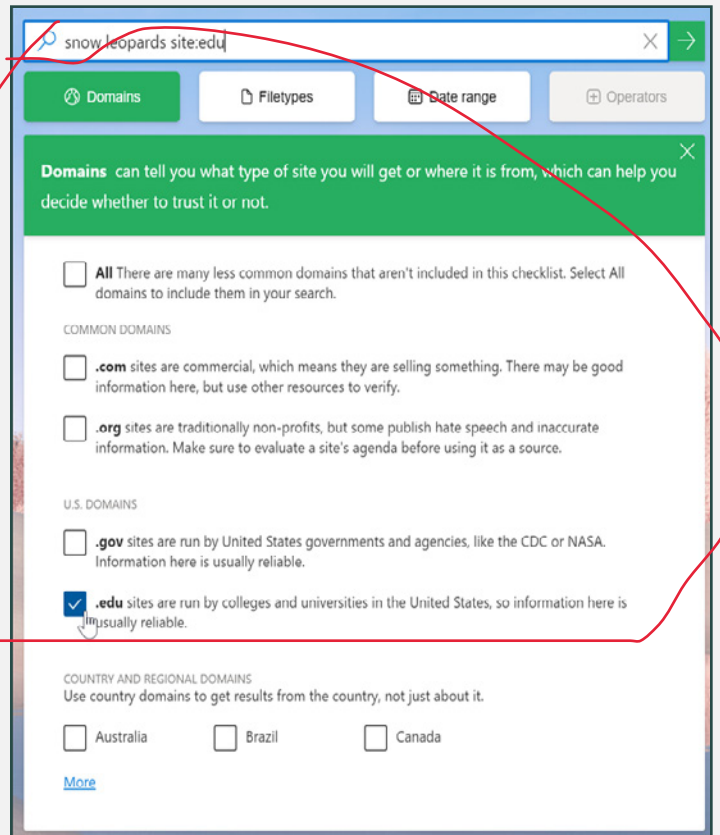 snow leopards site:edu
Domains
Filetypes
Date range
Operators
Domains can tell you what type of site you will get or where it is from, which can help you
decide whether to trust it or not.
All There are many less common domains that aren't included in this checklist. Select All
domains to include them in your search.
COMMON DOMAINS
.com sites are commercial, which means they are selling something. There may be good
information here, but use other resources to verify.
.org sites are traditionally non-profits, but some publish hate speech and inaccurate
information. Make sure to evaluate a site's agenda before using it as a source.
U.S. DOMAINS
.gov sites are run by United States governments and agencies, like the CDC or NASA.
Information here is usually reliable.
.edu sites are run by colleges and universities in the United States, so information here is
usually reliable.
COUNTRY AND REGIONAL DOMAINS
Use country domains to get results from the country, not just about it.
Australia
Brazil
Canada
More